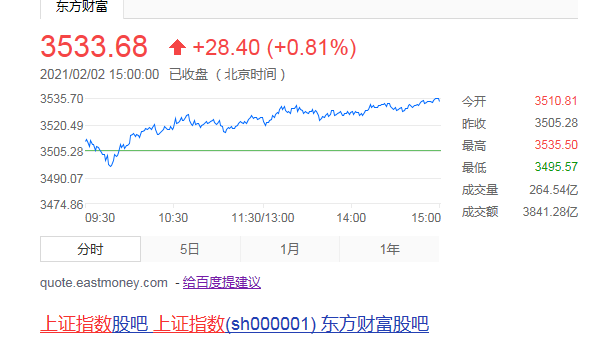 东方财富
3533.68 +28.40 (+0.81%)
2021/02/02 15:00:00 已收盘 ( 北京时间 )
3535.70
3520.49
3505.28
3490.07
3474.86
09:30 10:30 11:30/13:00 14:00 15:00
今开 3510.81
昨收 3505.28
最高 3535.50
最低 3495.57
成交量 264.54亿
成交额 3841.28亿
分时 5日 1月 1年
quote.eastmoney.com - 给百度提建议
上证指数股吧_上证指数(sh000001)_东方财富股吧